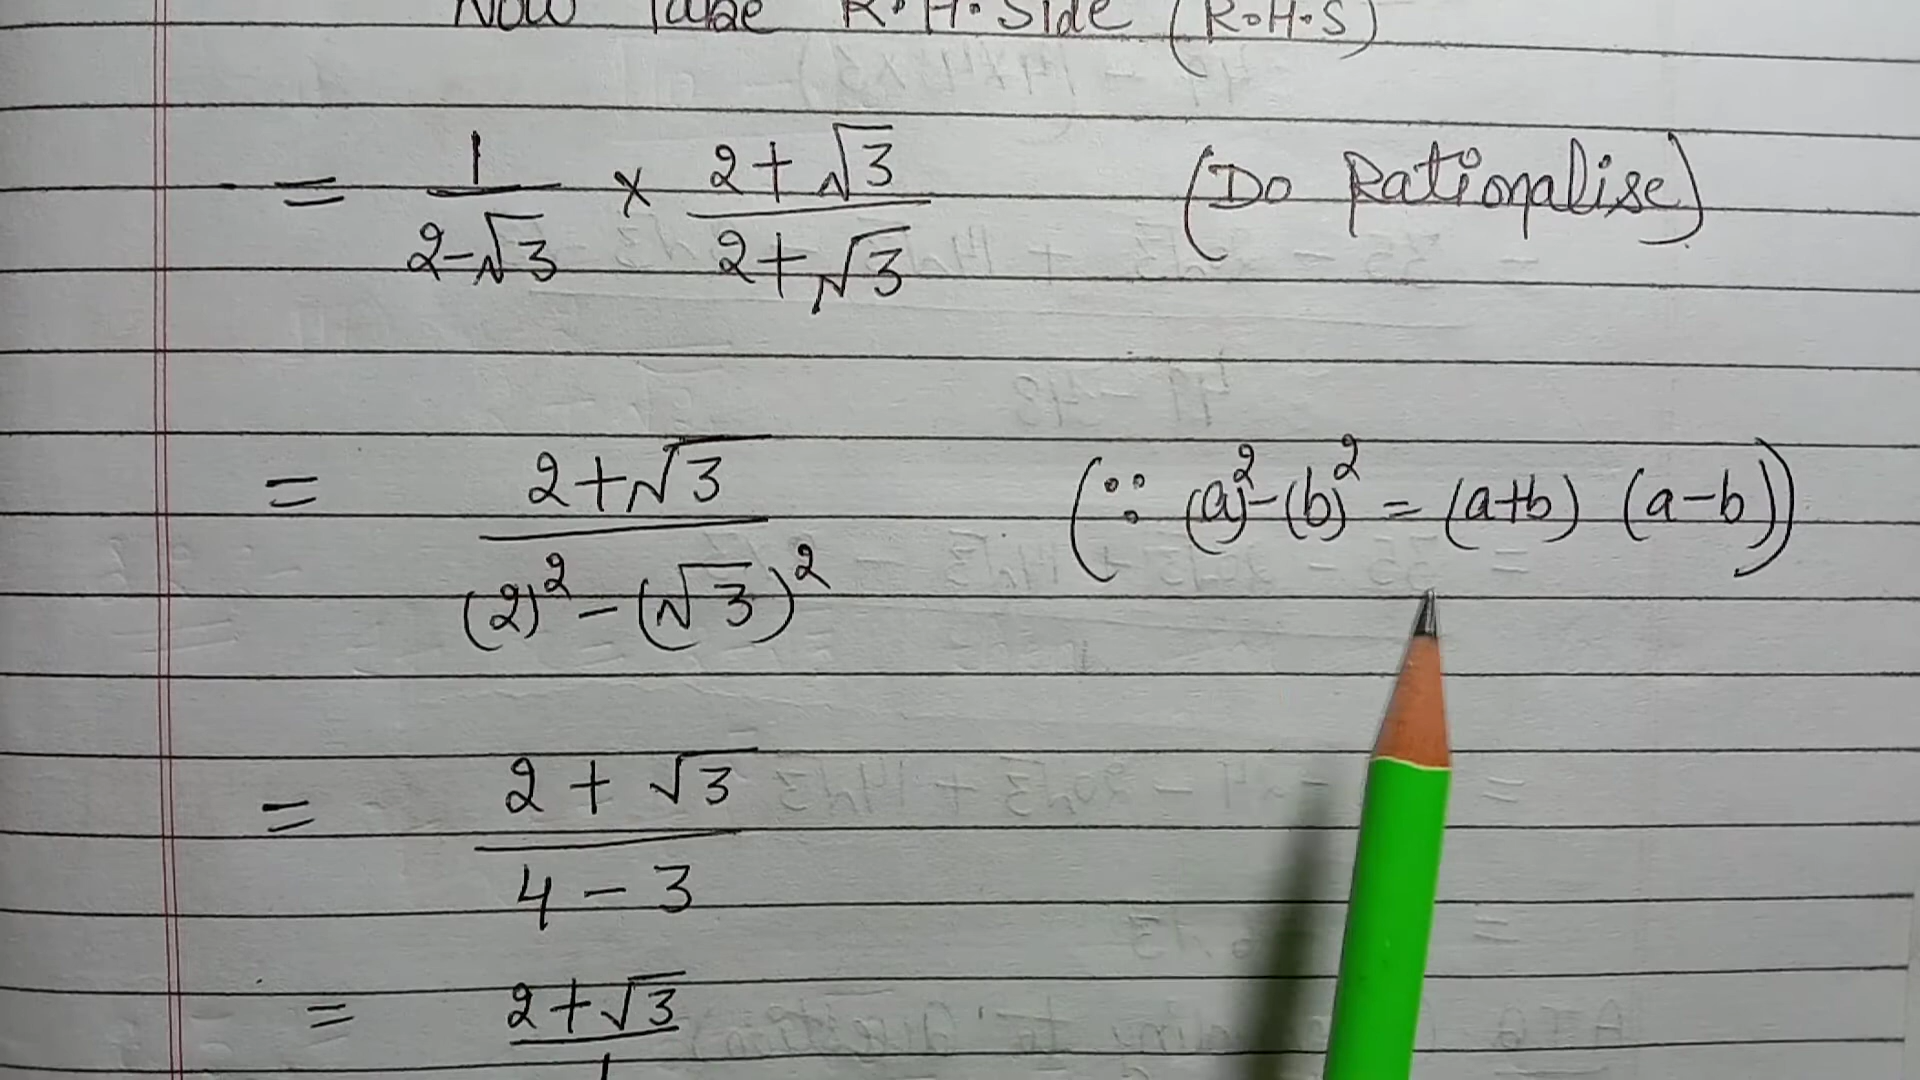 Now Take R.H.Side (R.H.S)
= 1/(2-√3) × (2+√3)/(2+√3) (Do Rationalise)
= (2+√3)/((2)²-(√3)²) (∵ (a)²-(b)² = (a+b) (a-b))
= (2+√3)/(4-3)
= (2+√3)/1